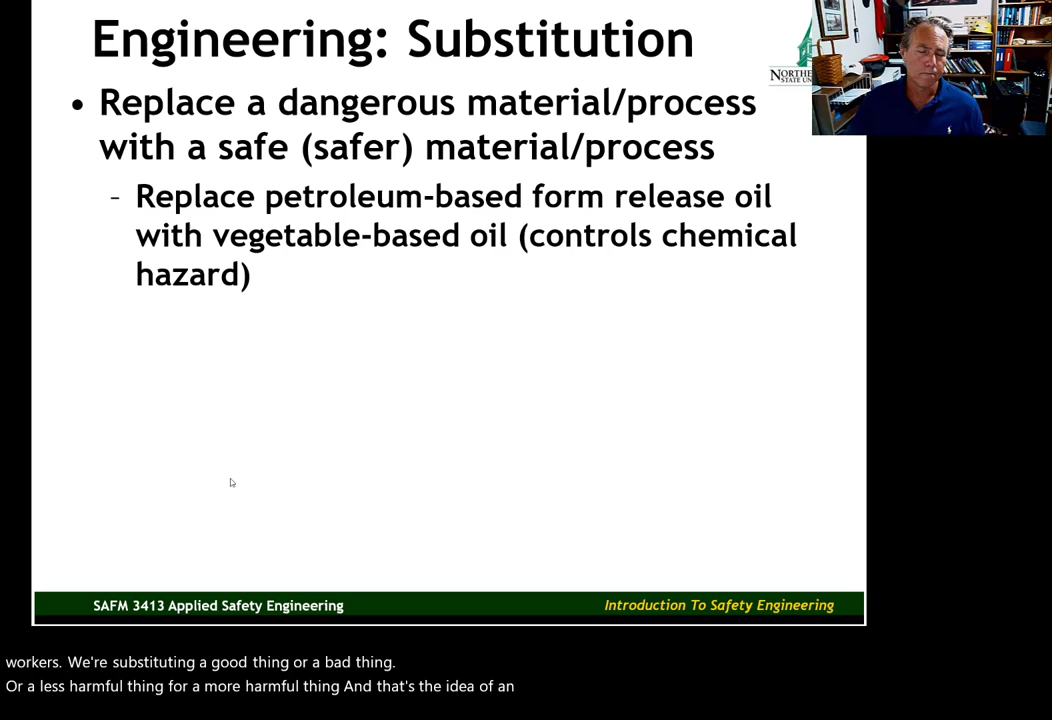 Engineering: Substitution
• Replace a dangerous material/process
with a safe (safer) material/process
- Replace petroleum-based form release oil
with vegetable-based oil (controls chemical
hazard)
SAFM 3413 Applied Safety Engineering
Introduction To Safety Engineering
workers. We're substituting a good thing or a bad thing.
Or a less harmful thing for a more harmful thing And that's the idea of an